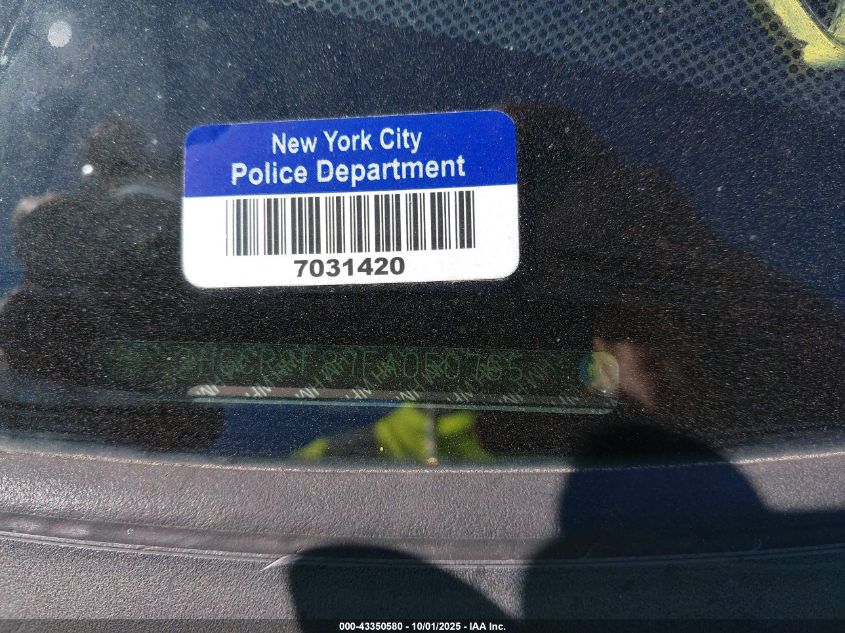 New York City
Police Department
7031420
000-43350580 - 10/01/2025 - IAA Inc.